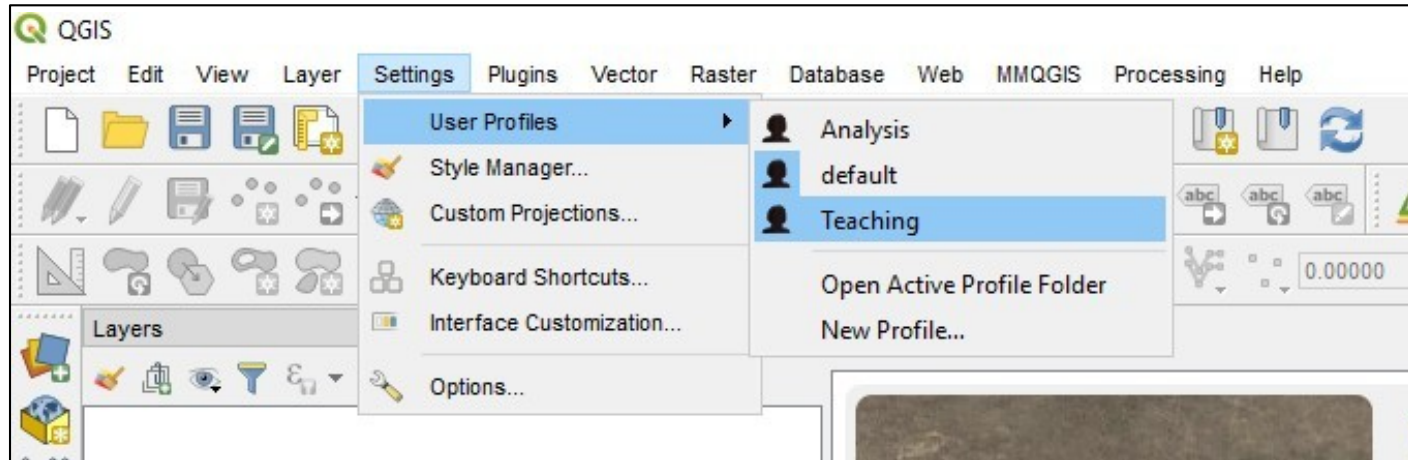 QGIS
Project Edit View Layer Settings Plugins Vector Raster Database Web MMQGIS Processing Help
User Profiles
Style Manager...
Custom Projections...
Keyboard Shortcuts...
Interface Customization...
Options...
Analysis
default
Teaching
Open Active Profile Folder
New Profile...
abc abc abc
0.00000
Layers